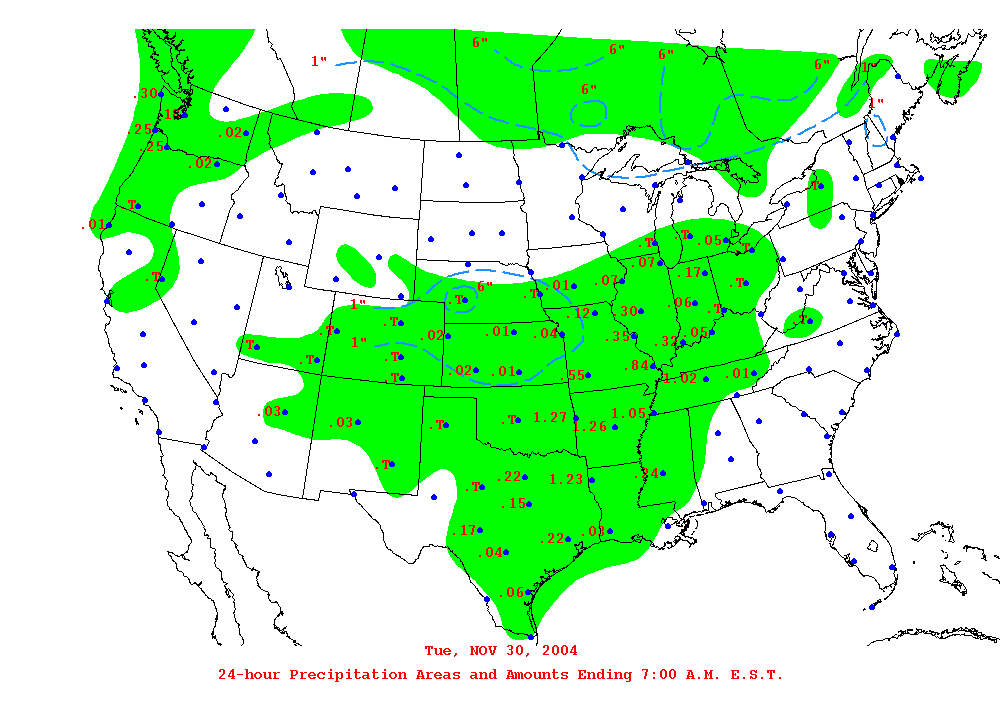 6" 6" 6" 6"
1" 1"
6"
.30 1"
.1
.25 .02
.25
.02
T T
.01
.T .05 T
.T
.07 .17
.T
.01 .07 .T
6"
1" .T .T
.06
.12 .30 .T
.T T
T .T .02 .01 .04 .35 .32 .05
1"
T .T .T
.02 .01 .84
.T .55 1.02 .01
.03 .03 .T .T 1.27 1.26 1.05
.T
.22 1.23 .24
.T
.15
.17 .22 .03
.04
.06
Tue, NOV 30, 2004
24-hour Precipitation Areas and Amounts Ending 7:00 A.M. E.S.T.